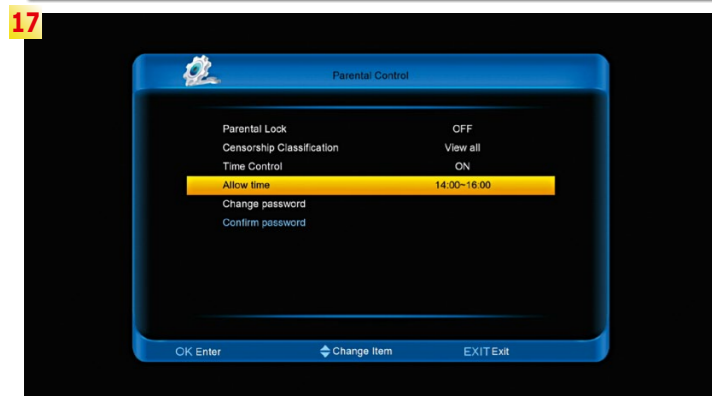 17
Parental Control
Parental Lock OFF
Censorship Classification View all
Time Control ON
Allow time 14:00~16:00
Change password
Confirm password
OK Enter Change Item EXIT Exit